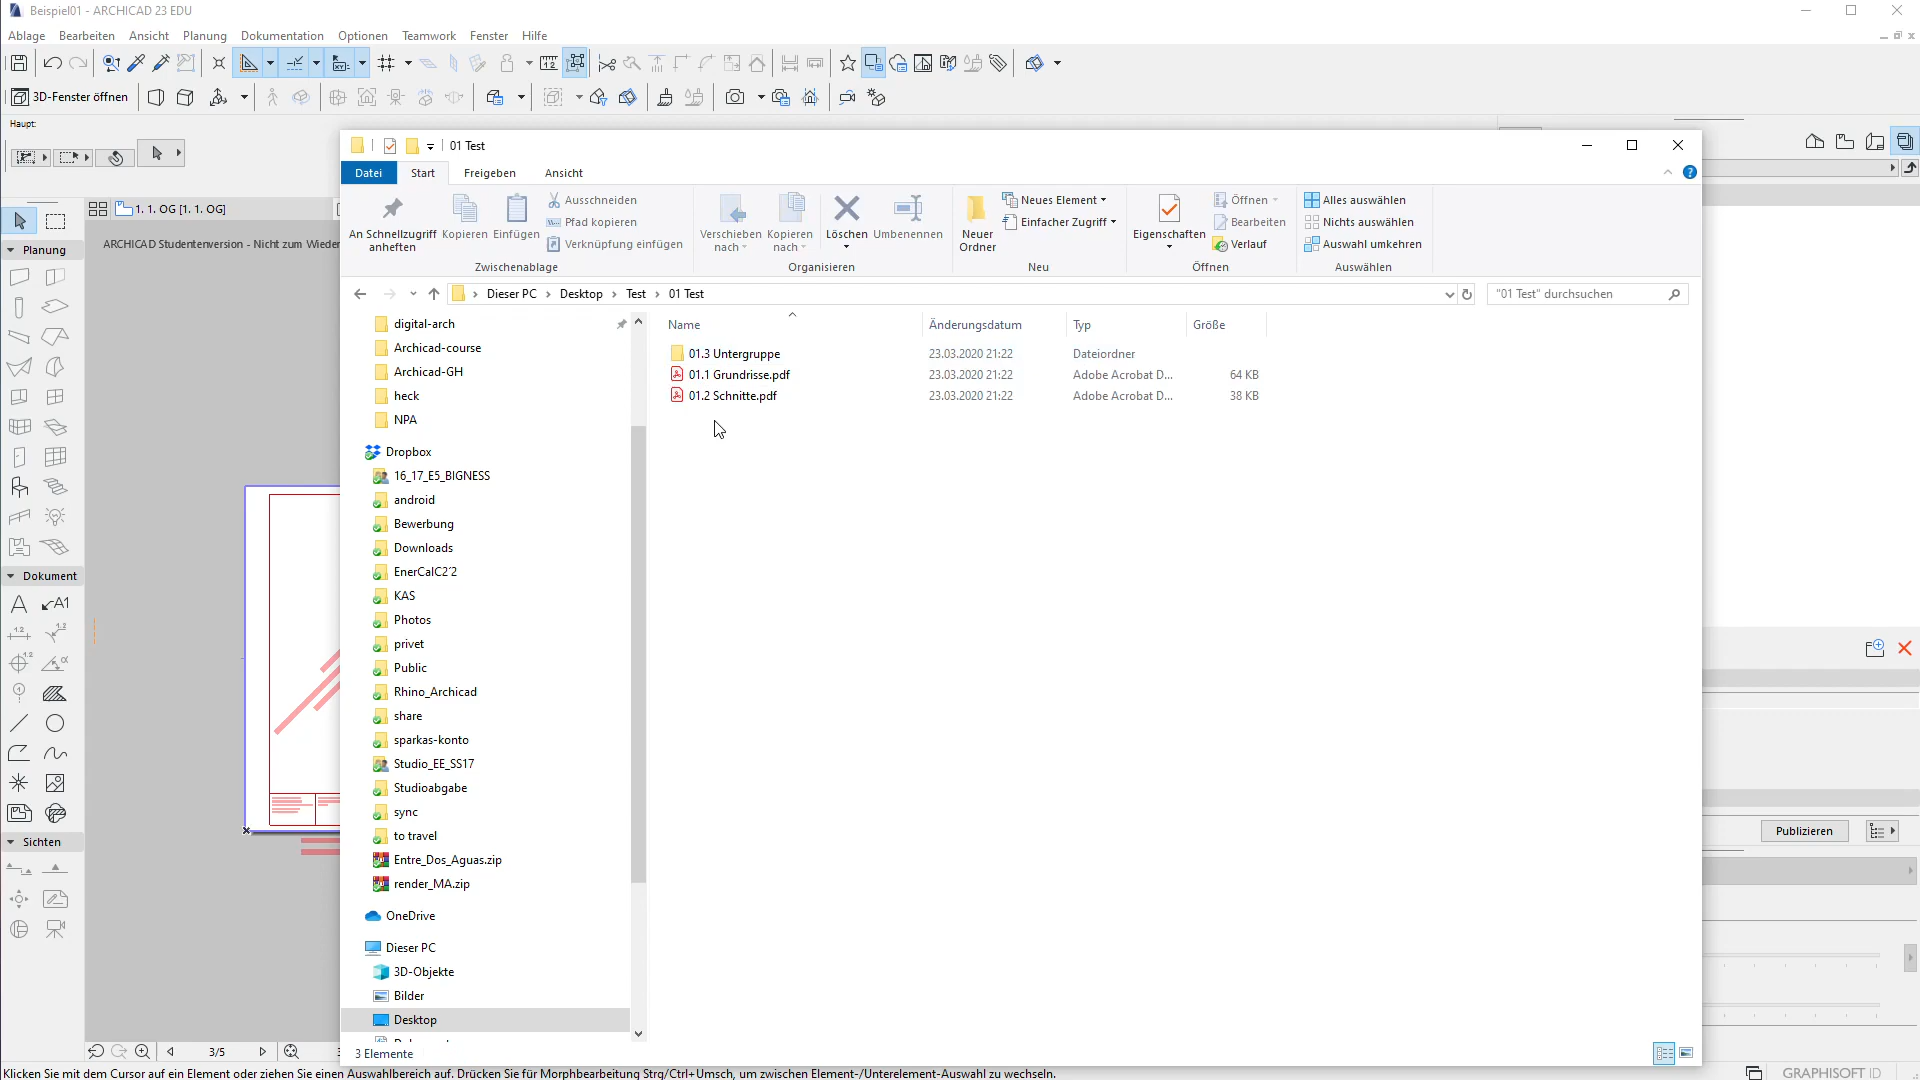 Beispiel01 - ARCHICAD 23 EDU
Ablage Bearbeiten Ansicht Planung Dokumentation Optionen Teamwork Fenster Hilfe
3D-Fenster öffnen
Haupt:
01 Test
Datei Start Freigeben Ansicht
An Schnellzugriff anheften
Kopieren
Einfügen
Ausschneiden
Pfad kopieren
Verknüpfung einfügen
Zwischenablage
Verschieben nach
Kopieren nach
Löschen
Umbenennen
Organisieren
Neuer Ordner
Neues Element
Einfacher Zugriff
Neu
Eigenschaften
Öffnen
Bearbeiten
Verlauf
Öffnen
Alles auswählen
Nichts auswählen
Auswahl umkehren
Auswählen
1. 1. OG [1. 1. OG]
ARCHICAD Studentenversion - Nicht zum Wieder
Dieser PC > Desktop > Test > 01 Test
"01 Test" durchsuchen
Name Änderungsdatum Typ Größe
01.3 Untergruppe 23.03.2020 21:22 Dateiordner
01.1 Grundrisse.pdf 23.03.2020 21:22 Adobe Acrobat D... 64 KB
01.2 Schnitte.pdf 23.03.2020 21:22 Adobe Acrobat D... 38 KB
digital-arch
Archicad-course
Archicad-GH
heck
NPA
Dropbox
16_17_E5_BIGNESS
android
Bewerbung
Downloads
EnerCalC2'2
KAS
Photos
privet
Public
Rhino_Archicad
share
sparkas-konto
Studio_EE_SS17
Studioabgabe
sync
to travel
Entre_Dos_Aguas.zip
render_MA.zip
OneDrive
Dieser PC
3D-Objekte
Bilder
Desktop
3 Elemente
Planung
Dokument
A1
Sichten
Publizieren
3/5
Klicken Sie mit dem Cursor auf ein Element oder ziehen Sie einen Auswahlbereich auf. Drücken Sie für Morphbearbeitung Strg/Ctrl+Umsch, um zwischen Element-/Unterelement-Auswahl zu wechseln.
GRAPHISOFT ID